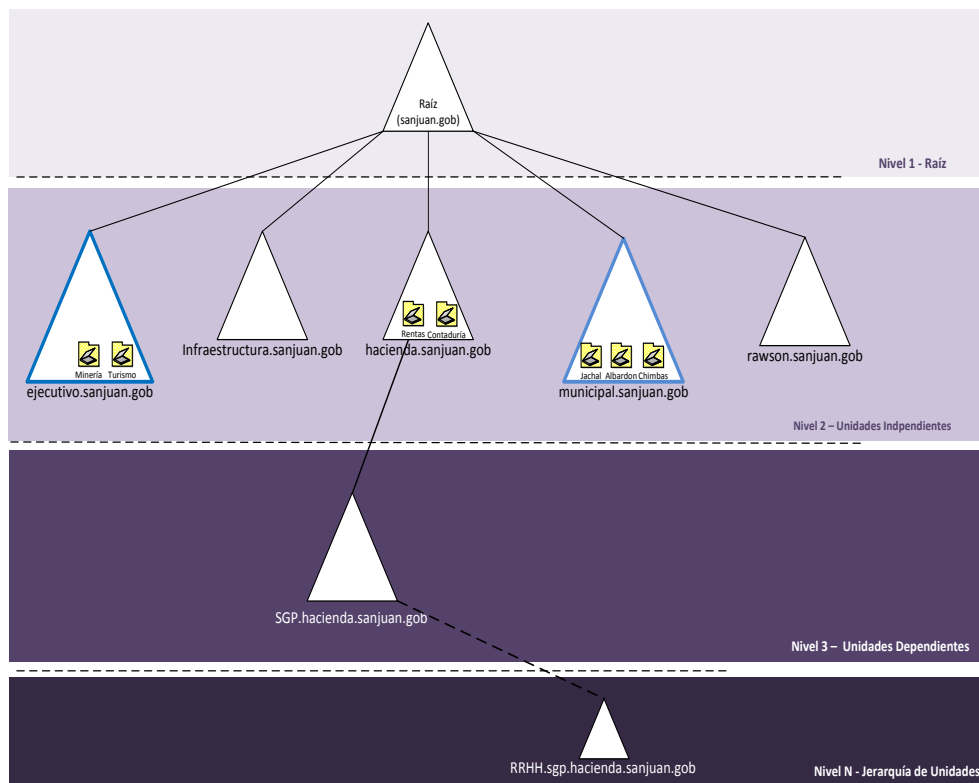 Raíz
(sanjuan.gob)
Nivel 1 - Raíz
Minería Turismo
ejecutivo.sanjuan.gob
Infraestructura.sanjuan.gob
Rentas Contaduría
hacienda.sanjuan.gob
Jachal Albardon Chimbas
municipal.sanjuan.gob
rawson.sanjuan.gob
Nivel 2 – Unidades Indpendientes
SGP.hacienda.sanjuan.gob
Nivel 3 – Unidades Dependientes
RRHH.sgp.hacienda.sanjuan.gob
Nivel N - Jerarquía de Unidades